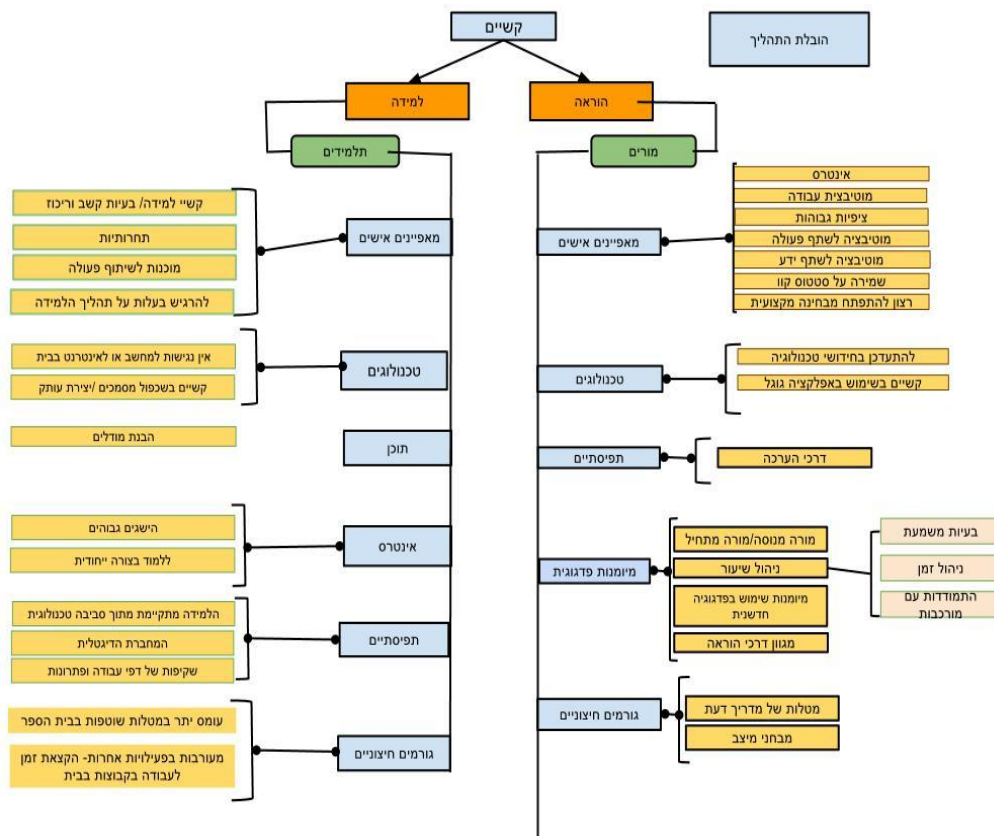 קשיים
הובלת התהליך
הוראה
למידה
מורים
תלמידים
מאפיינים אישים
אינטרס
מוטיבצית עבודה
ציפיות גבוהות
מוטיבציה לשתף פעולה
מוטיבציה לשתף ידע
שמירה על סטטוס קוו
רצון להתפתח מבחינה מקצועית
טכנולוגים
להתעדכן בחידושי טכנולוגיה
קשיים בשימוש באפלקציה גוגל
תפיסתיים
דרכי הערכה
מיומנות פדגוגית
מורה מנוסה/מורה מתחיל
ניהול שיעור
מיומנות שימוש בפדגוגיה
חדשנית
מגוון דרכי הוראה
בעיות משמעת
ניהול זמן
התמודדות עם
מורכבות
גורמים חיצוניים
מטלות של מדריך דעת
מבחני מיצב
מאפיינים אישים
קשיי למידה/ בעיות קשב וריכוז
תחרותיות
מוכנות לשיתוף פעולה
להרגיש בעלות על תהליך הלמידה
טכנולוגים
אין נגישות למחשב או לאינטרנט בבית
קשיים בשכפול מסמכים /יצירת עותק
תוכן
הבנת מודלים
אינטרס
הישגים גבוהים
ללמוד בצורה ייחודית
תפיסתיים
הלמידה מתקיימת מתוך סביבה טכנולוגית
המחברת הדיגטלית
שקיפות של דפי עבודה ופתרונות
גורמים חיצוניים
עומס יתר במטלות שוטפות בבית הספר
מעורבות בפעילויות אחרות- הקצאת זמן
לעבודה בקבוצות בבית